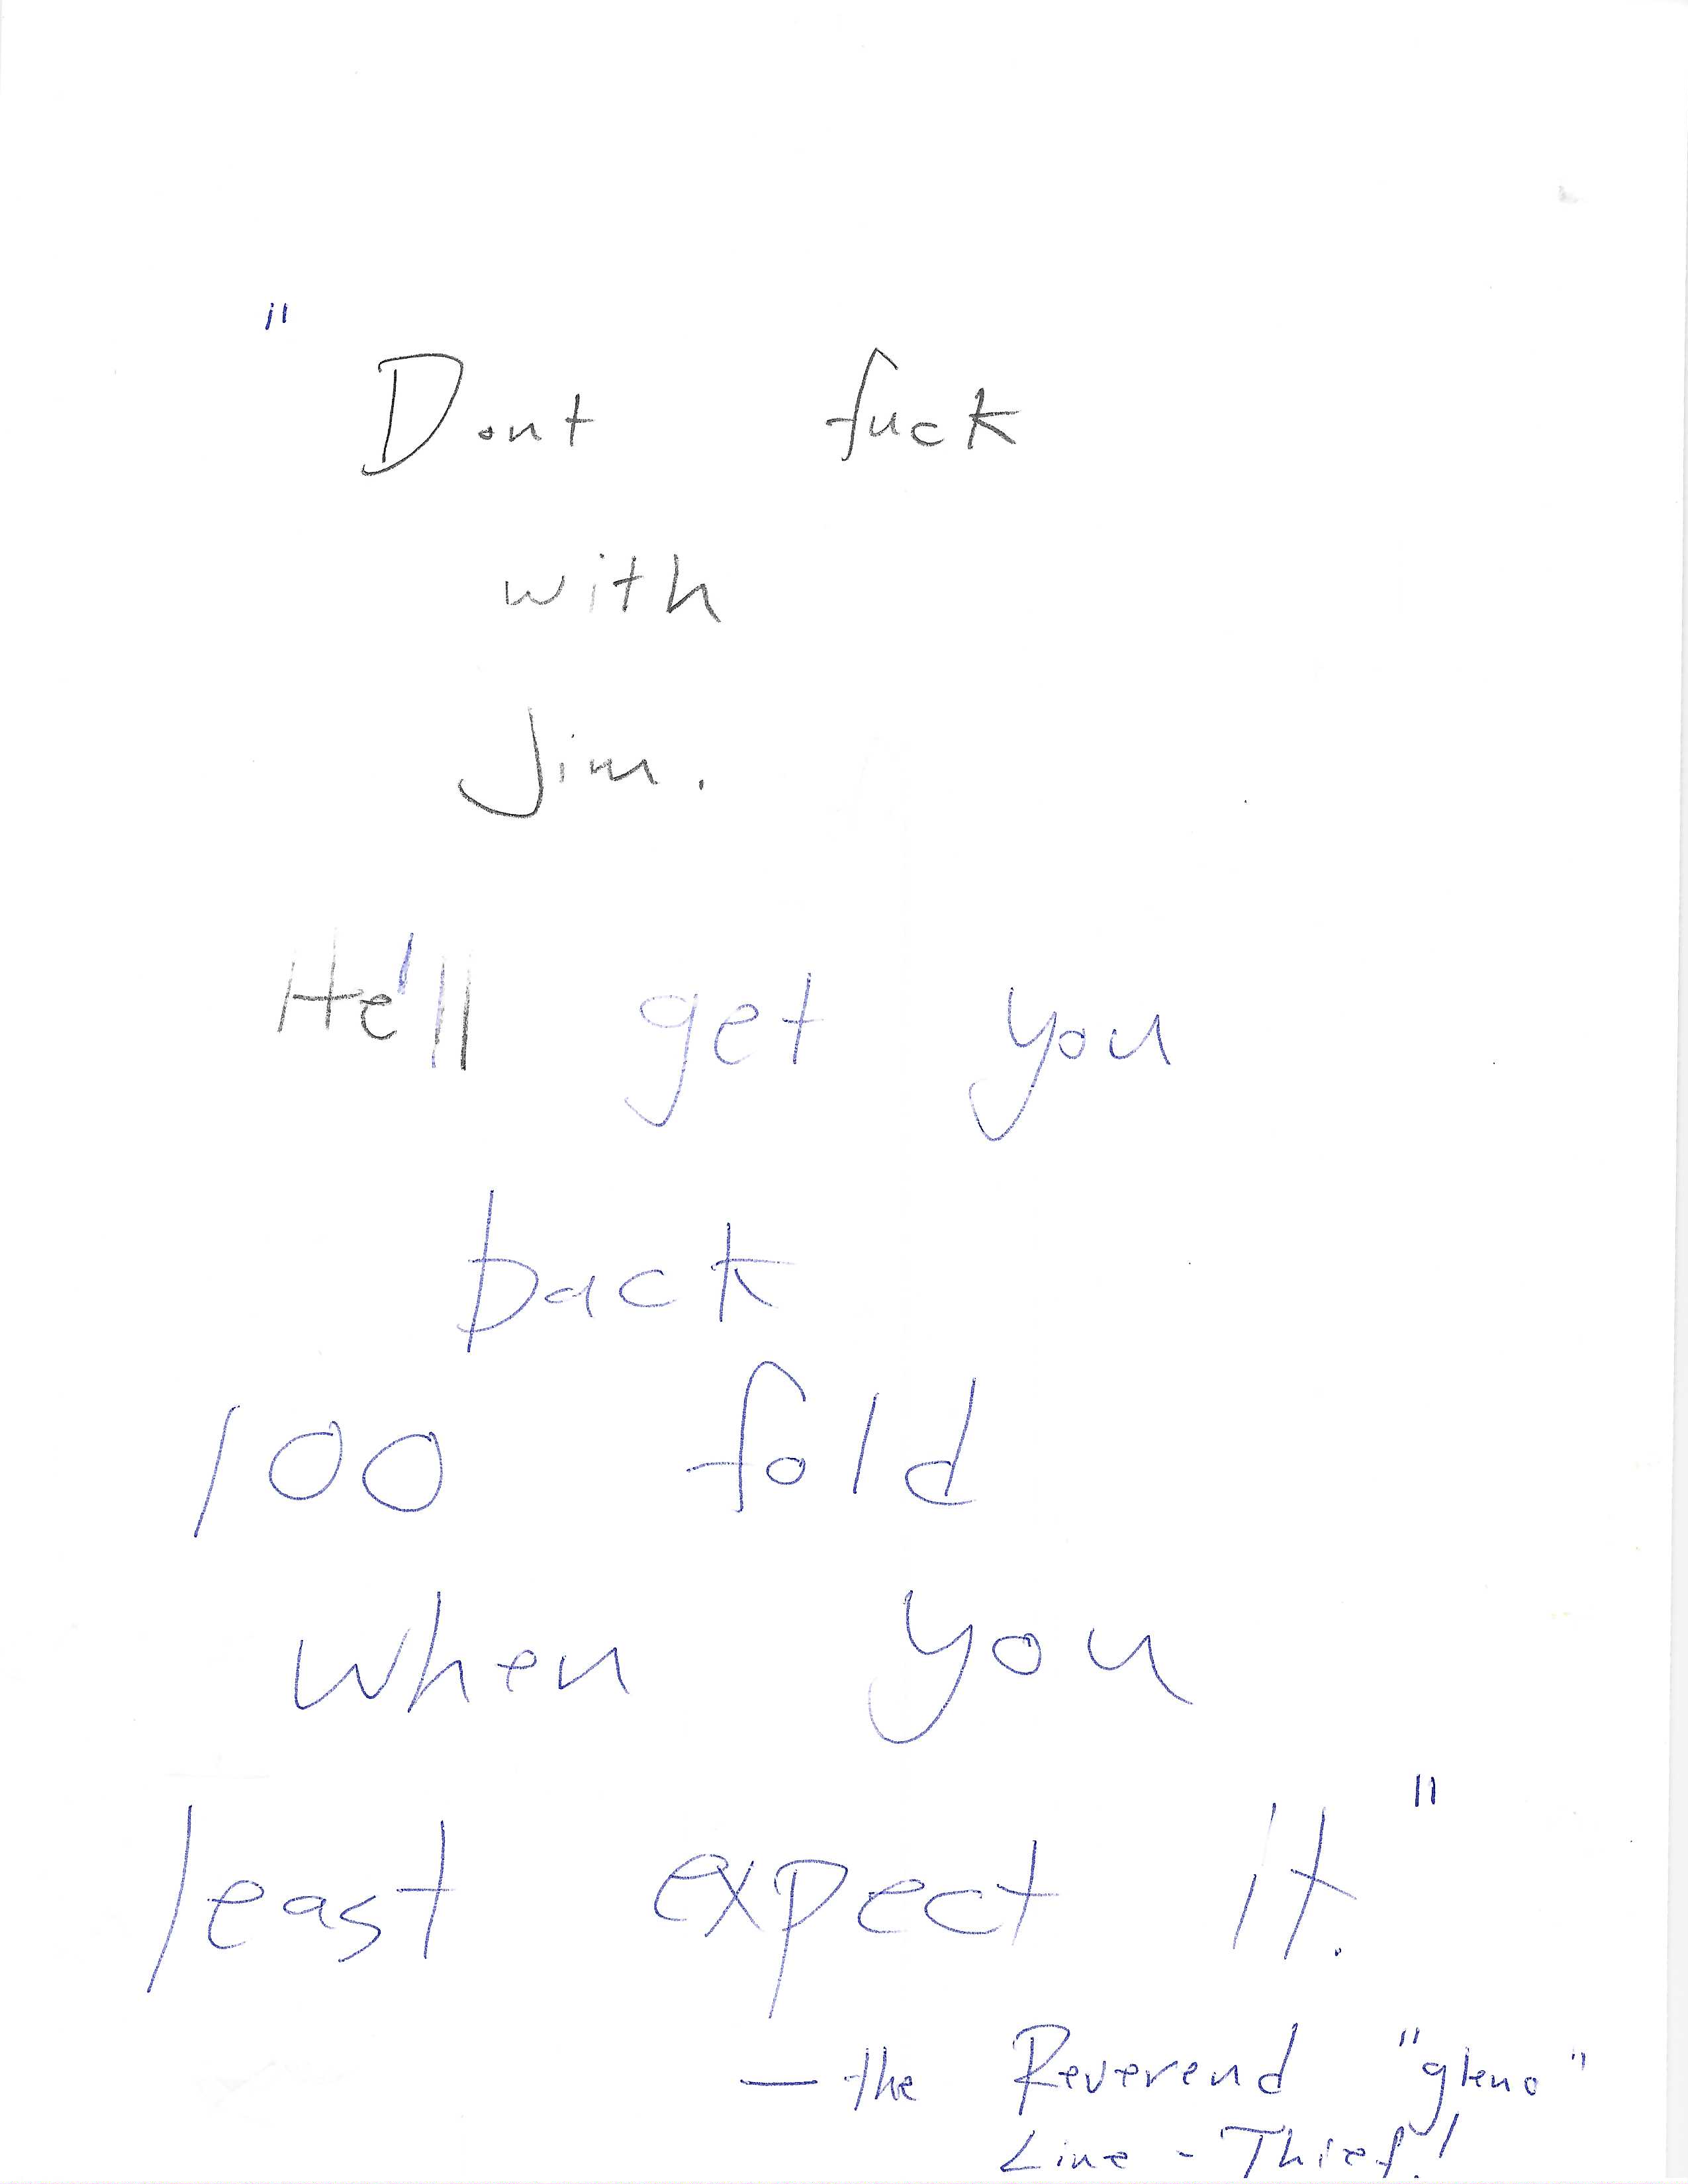 "
Dont fuck
with
Jim.
He'll get you
back
100 fold
when you
least expect it."
— the Reverend "gleno"
Line - Thief!